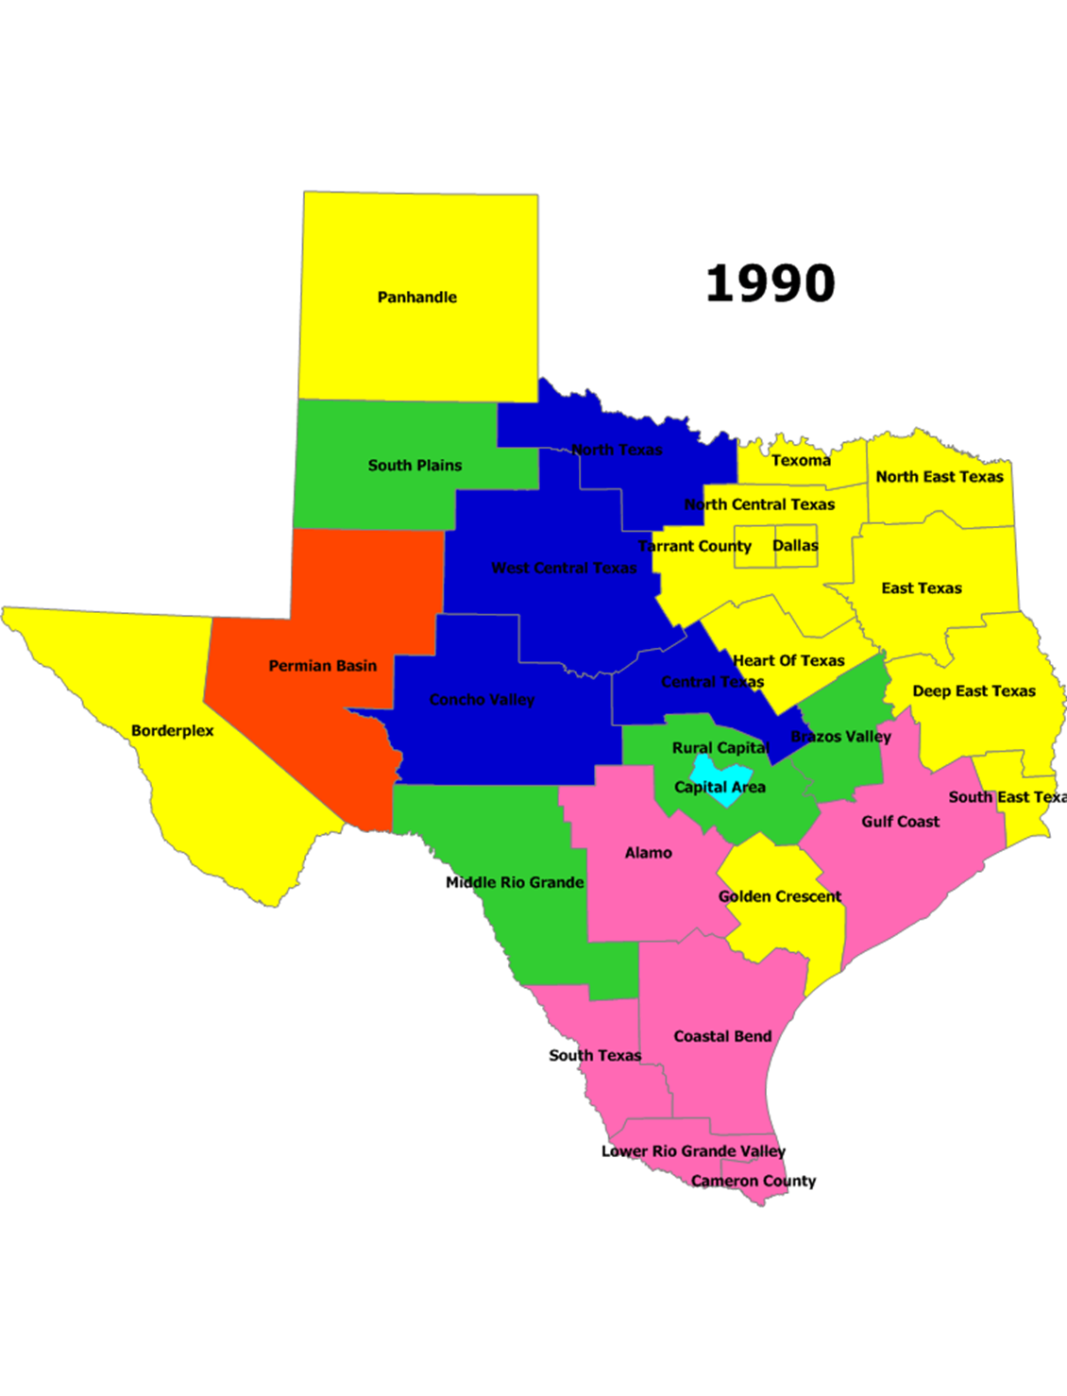 1990
Panhandle
North Texas
South Plains
Texoma
North East Texas
North Central Texas
Tarrant County
Dallas
West Central Texas
East Texas
Permian Basin
Heart Of Texas
Central Texas
Deep East Texas
Concho Valley
Borderplex
Brazos Valley
Rural Capital
Capital Area
South East Texa
Gulf Coast
Alamo
Middle Rio Grande
Golden Crescent
Coastal Bend
South Texas
Lower Rio Grande Valley
Cameron County